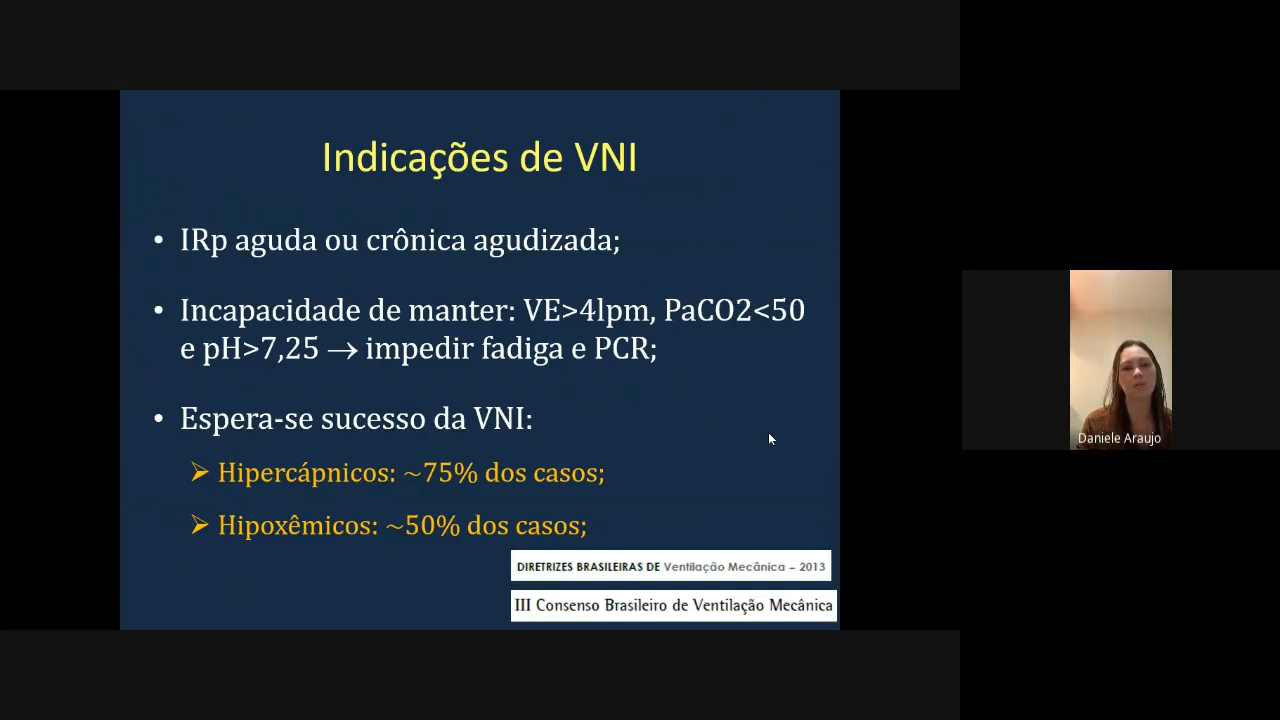 Indicações de VNI
• IRp aguda ou crônica agudizada;
• Incapacidade de manter: VE>4lpm, PaCO2<50
e pH>7,25 → impedir fadiga e PCR;
• Espera-se sucesso da VNI:
➢ Hipercápnicos: ~75% dos casos;
➢ Hipoxêmicos: ~50% dos casos;
DIRETRIZES BRASILEIRAS DE Ventilação Mecânica – 2013
III Consenso Brasileiro de Ventilação Mecânica
Daniele Araujo